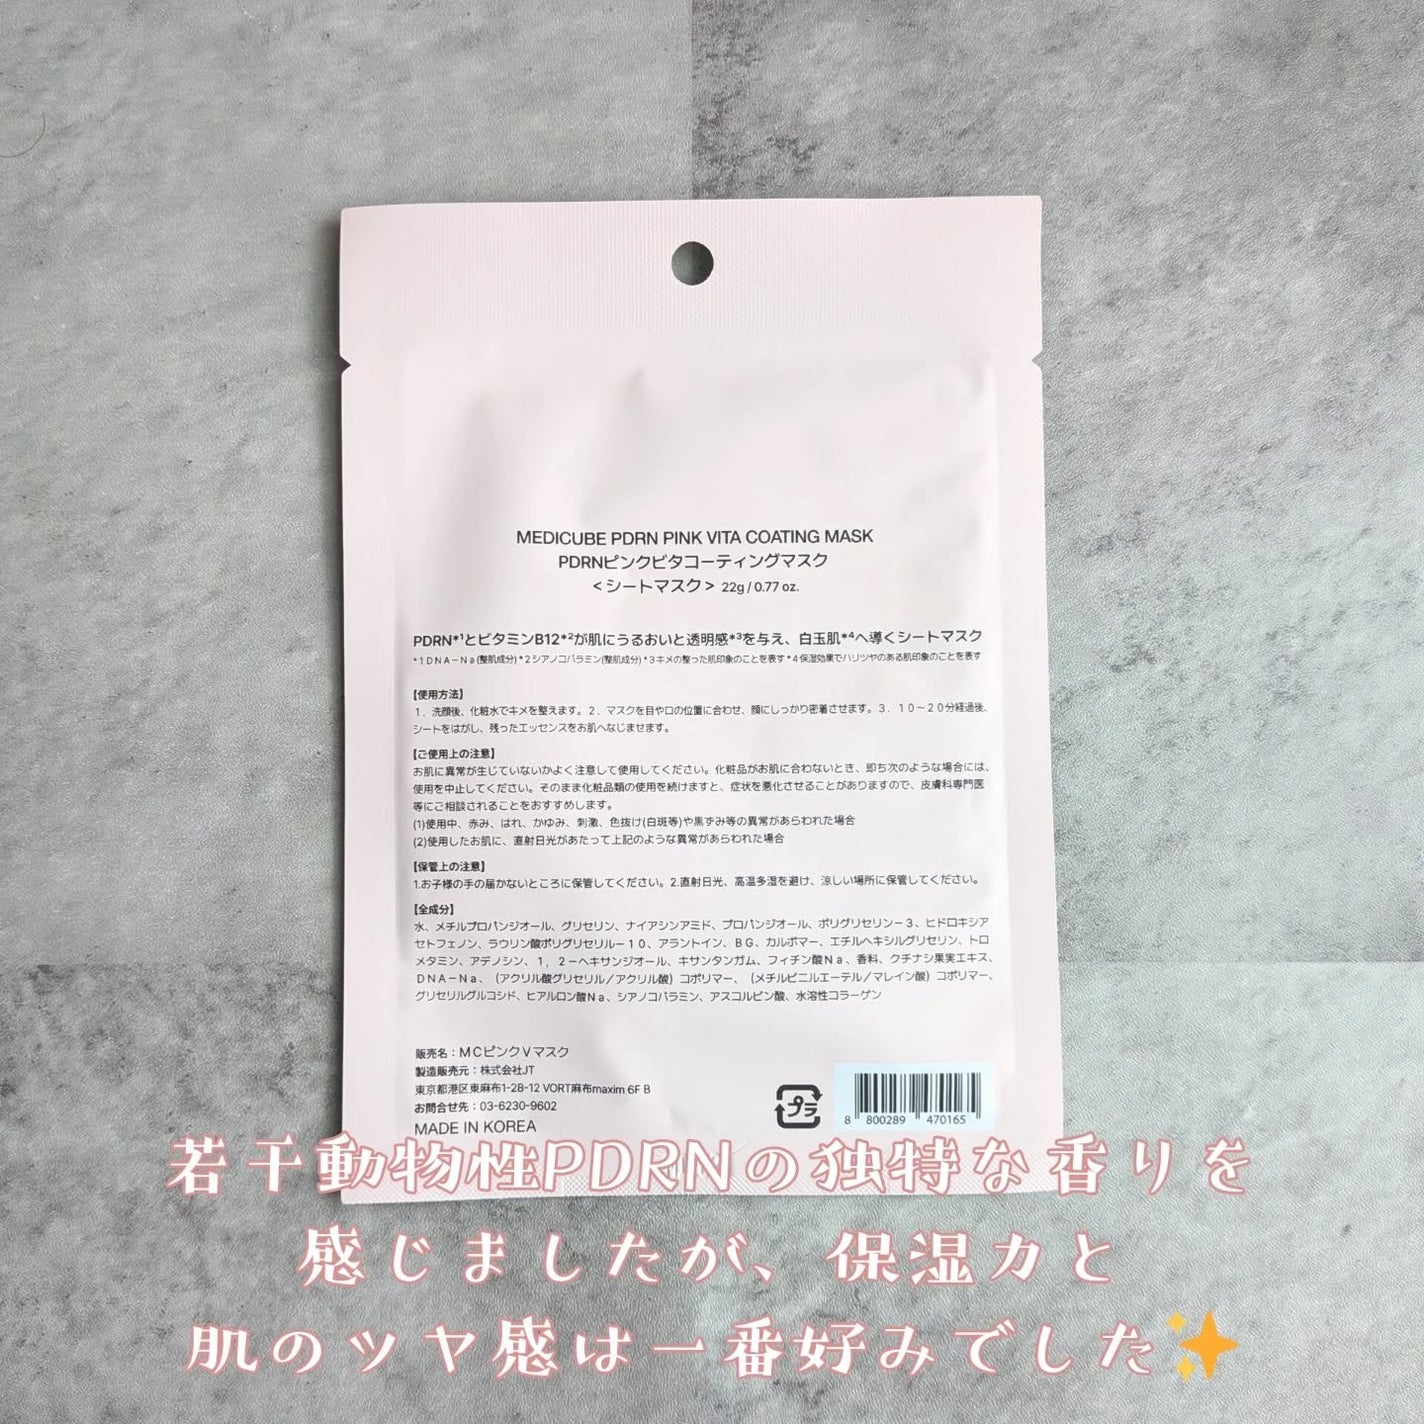 MEDICUBE PDRN PINK VITA COATING MASK
PDRNピンクビタコーティングマスク
<シートマスク> 22g / 0.77 oz.
PDRN*1とビタミンB12*2が肌にうるおいと透明感*3を与え、白玉肌*4へ導くシートマスク
*1DNA-Na(整肌成分)*2シアノコバラミン(整肌成分)*3キメの整った肌印象のことを表す*4保湿効果でハリツヤのある肌印象のことを表す
【使用方法】
1．洗顔後、化粧水でキメを整えます。2．マスクを目や口の位置に合わせ、顔にしっかり密着させます。3．10～20分経過後、
シートをはがし、残ったエッセンスをお肌へなじませます。
【ご使用上の注意】
お肌に異常が生じていないかよく注意して使用してください。化粧品がお肌に合わないとき、即ち次のような場合には、
使用を中止してください。そのまま化粧品類の使用を続けますと、症状を悪化させることがありますので、皮膚科専門医
等にご相談されることをおすすめします。
(1)使用中、赤み、はれ、かゆみ、刺激、色抜け(白斑等)や黒ずみ等の異常があらわれた場合
(2)使用したお肌に、直射日光があたって上記のような異常があらわれた場合
【保管上の注意】
1.お子様の手の届かないところに保管してください。2.直射日光、高温多湿を避け、涼しい場所に保管してください。
【全成分】
水、メチルプロパンジオール、グリセリン、ナイアシンアミド、プロパンジオール、ポリグリセリン-3、ヒドロキシア
セトフェノン、ラウリン酸ポリグリセリル-10、アラントイン、BG、カルボマー、エチルヘキシルグリセリン、トロ
メタミン、アデノシン、1，2-ヘキサンジオール、キサンタンガム、フィチン酸Na、香料、クチナシ果実エキス、
DNA-Na、（アクリル酸グリセリル／アクリル酸）コポリマー、（メチルビニルエーテル／マレイン酸）コポリマー、
グリセリルグルコシド、ヒアルロン酸Na、シアノコバラミン、アスコルビン酸、水溶性コラーゲン
販売名：MCピンクVマスク
製造販売元：株式会社JT
東京都港区東麻布1-28-12 VORT麻布maxim 6F B
お問合せ先：03-6230-9602
MADE IN KOREA
プラ
8 800289 470165
若干動物性PDRNの独特な香りを
感じましたが、保湿力と
肌のツヤ感は一番好みでした✨